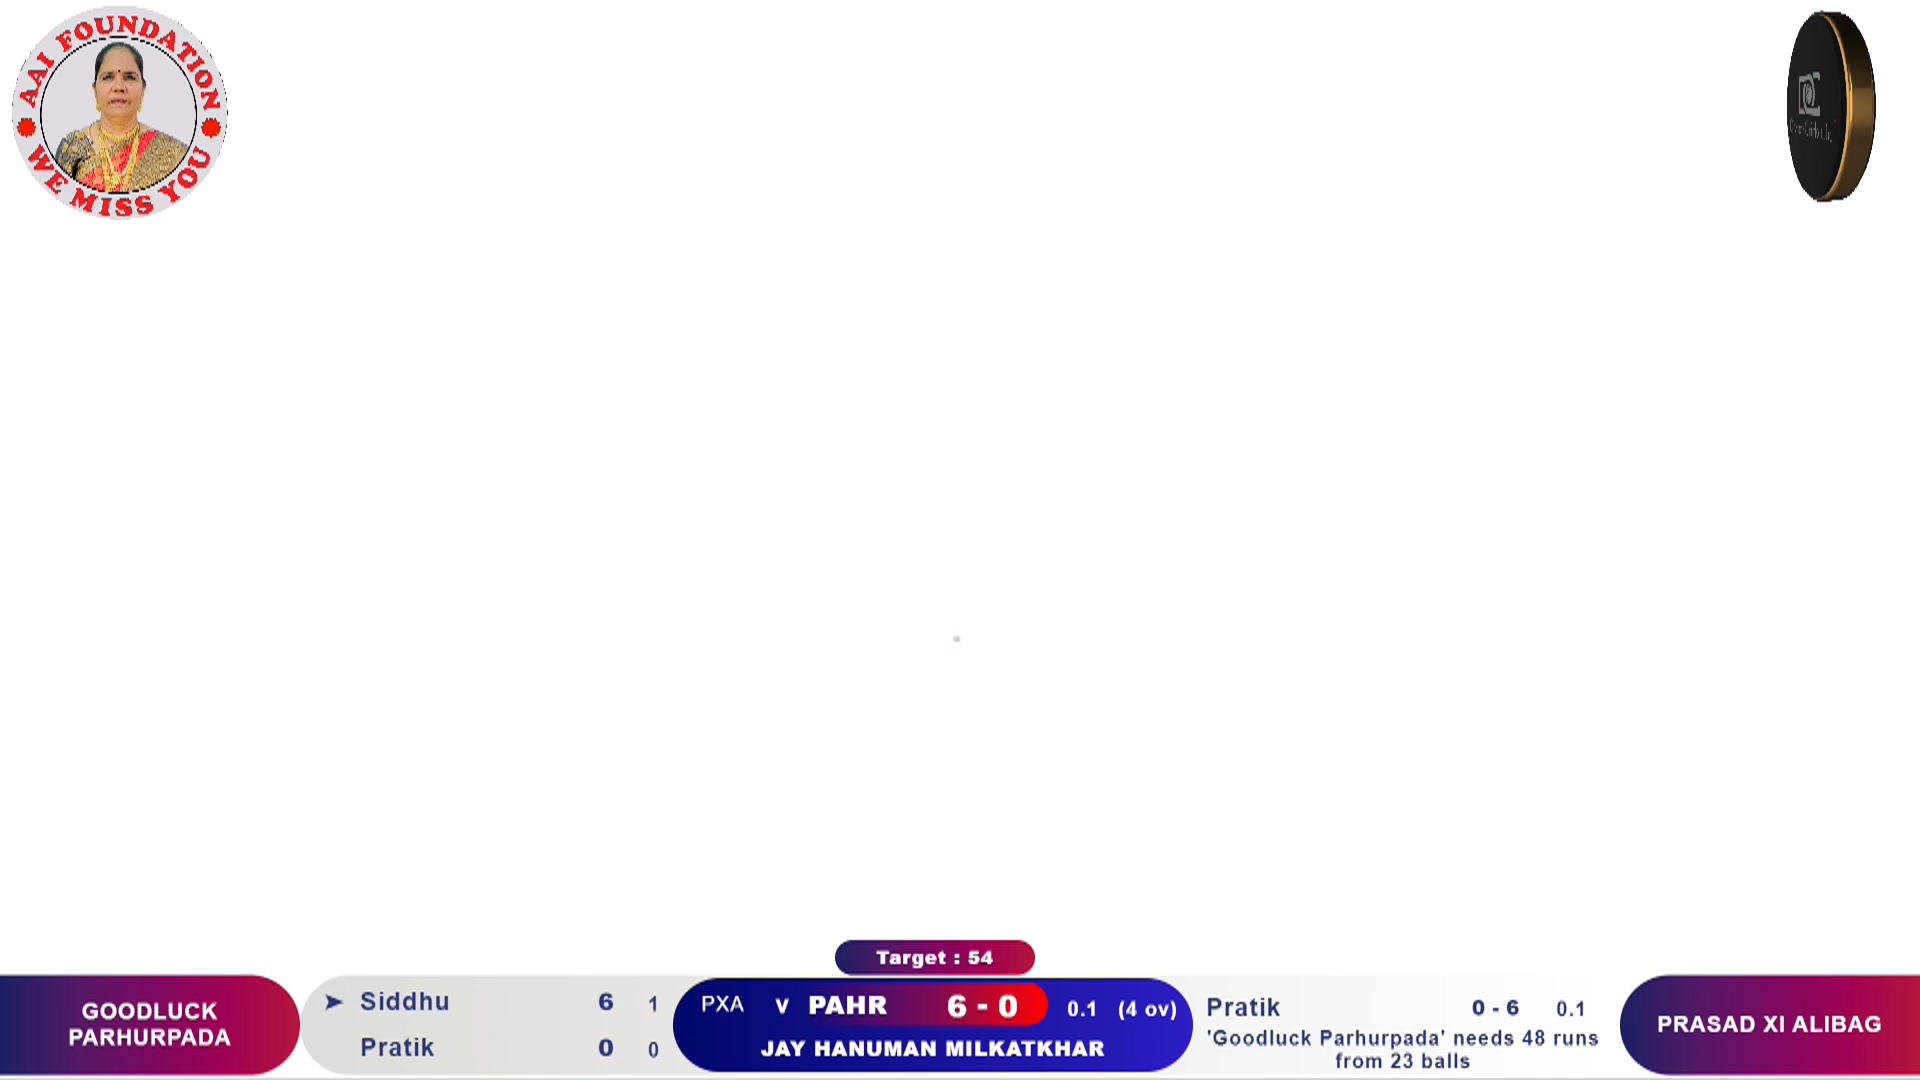 AAI FOUNDATION
WE MISS YOU
Target : 54
GOODLUCK
PARHURPADA
Siddhu 6 1
Pratik 0 0
PXA v PAHR 6 - 0 0.1 (4 ov)
JAY HANUMAN MILKATKHAR
Pratik 0 - 6 0.1
'Goodluck Parhurpada' needs 48 runs
from 23 balls
PRASAD XI ALIBAG